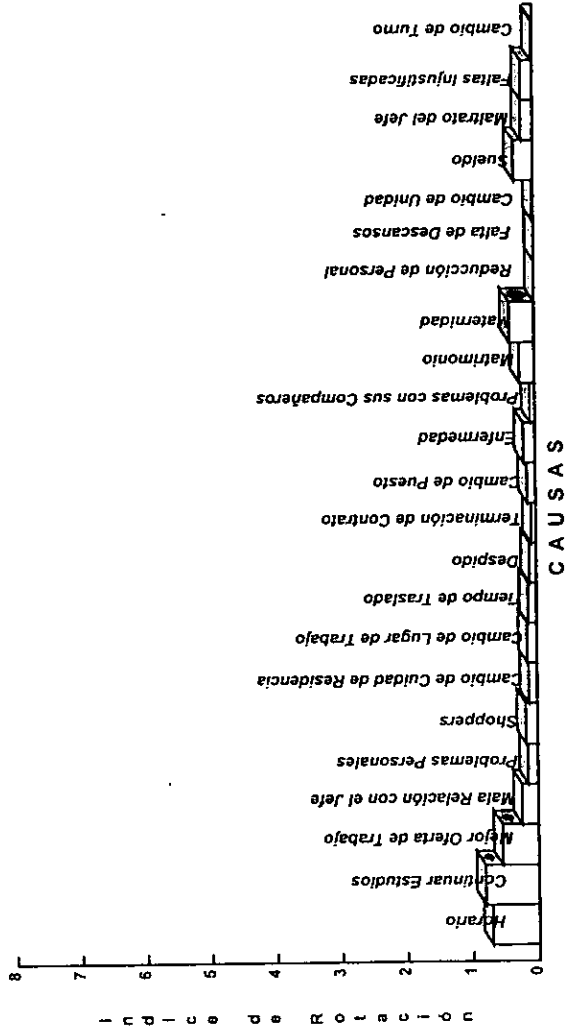 Indice de Rotación
8
7
6
5
4
3
2
1
0
Horario
Continuar Estudios
Mejor Oferta de Trabajo
Mala Relación con el Jefe
Problemas Personales
Shoppers
Cambio de Cuidad de Residencia
Cambio de Lugar de Trabajo
Tiempo de Traslado
Despido
Terminación de Contrato
Cambio de Puesto
Enfermedad
Problemas con sus Compañeros
Matrimonio
Maternidad
Reducción de Personal
Falta de Descansos
Cambio de Unidad
Sueldo
Maltrato del Jefe
Faltas Injustificadas
Cambio de Turno
CAUSAS